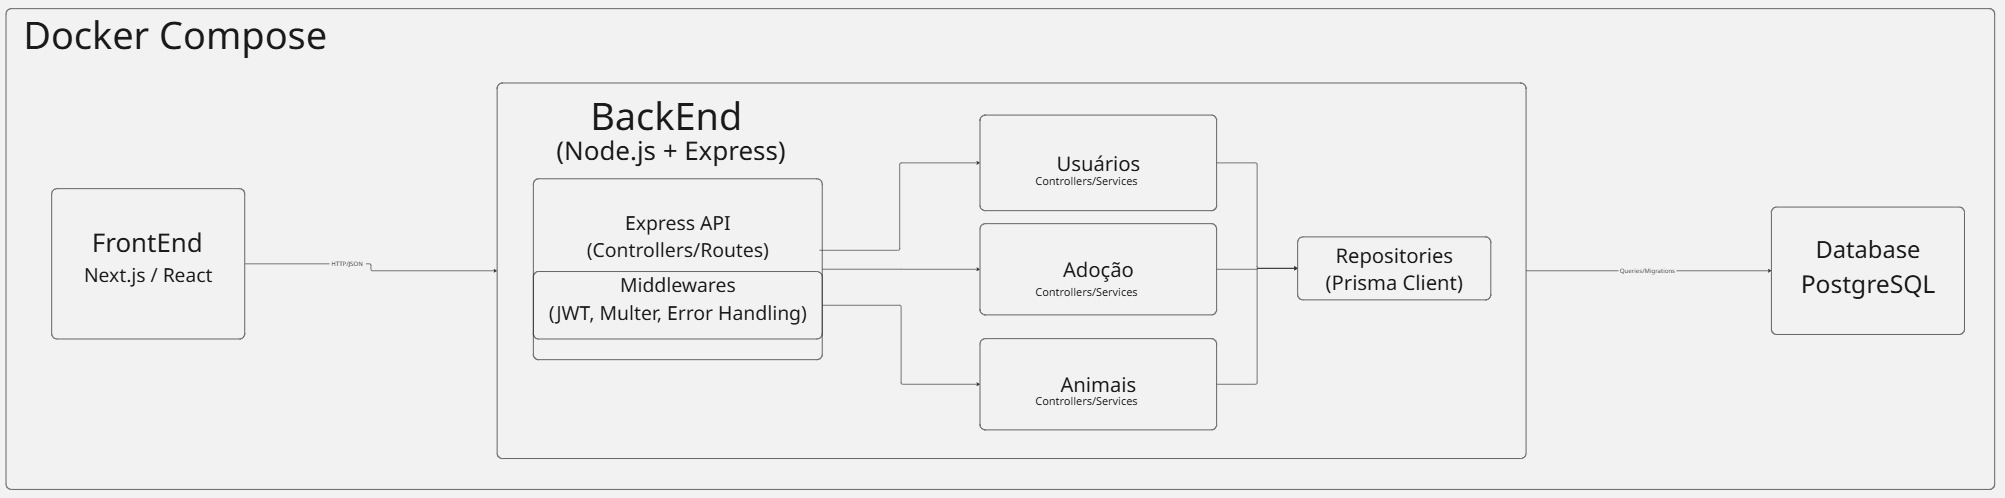 Docker Compose
FrontEnd
Next.js / React
HTTP/JSON
BackEnd
(Node.js + Express)
Express API
(Controllers/Routes)
Middlewares
(JWT, Multer, Error Handling)
Usuários
Controllers/Services
Adoção
Controllers/Services
Animais
Controllers/Services
Repositories
(Prisma Client)
Queries/Migrations
Database
PostgreSQL